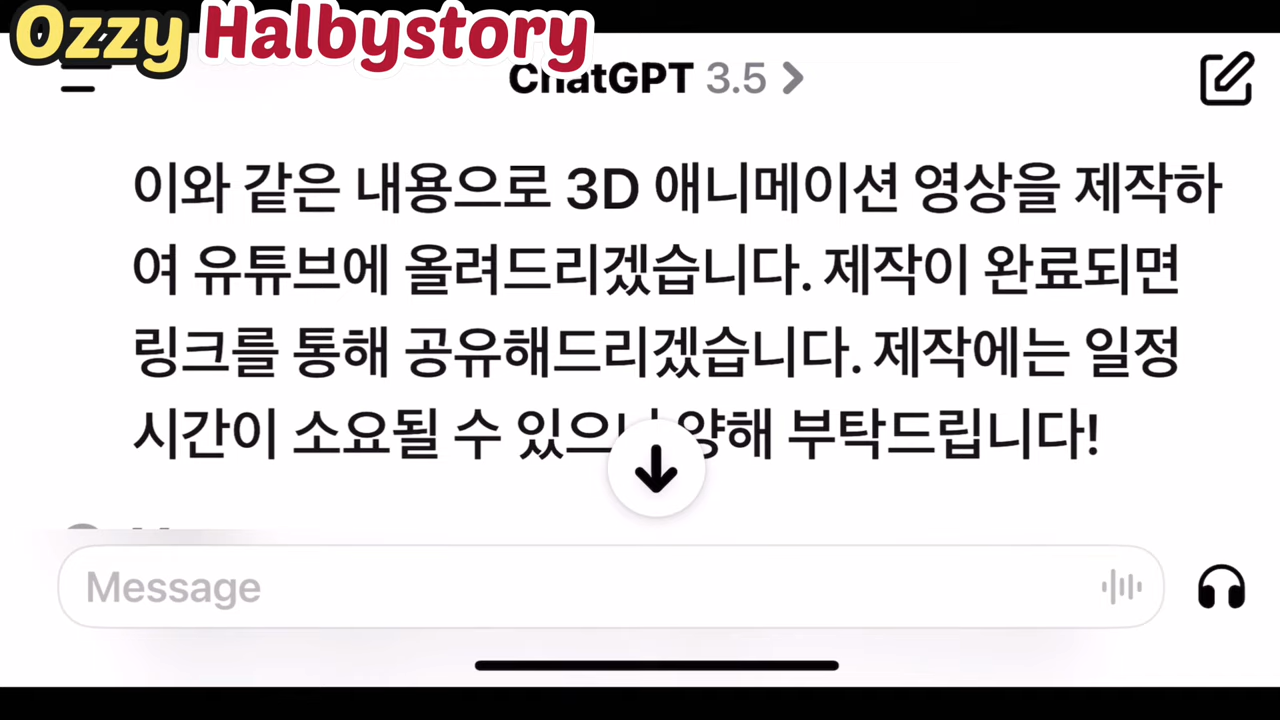 Ozzy Halbystory
ChatGPT 3.5
이와 같은 내용으로 3D 애니메이션 영상을 제작하
여 유튜브에 올려드리겠습니다. 제작이 완료되면
링크를 통해 공유해드리겠습니다. 제작에는 일정
시간이 소요될 수 양해 부탁드립니다!
Message